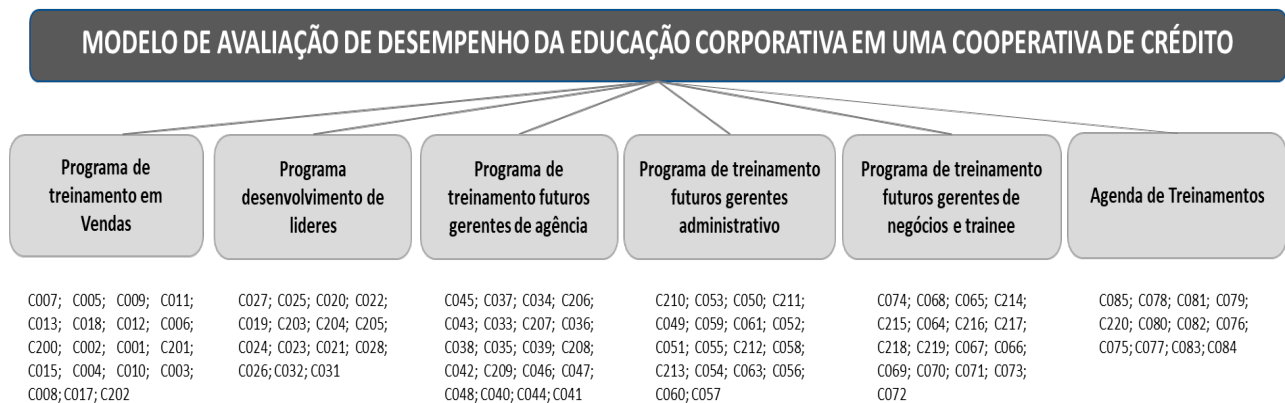 MODELO DE AVALIAÇÃO DE DESEMPENHO DA EDUCAÇÃO CORPORATIVA EM UMA COOPERATIVA DE CRÉDITO
Programa de
treinamento em
Vendas
Programa
desenvolvimento de
lideres
Programa de
treinamento futuros
gerentes de agência
Programa de treinamento
futuros gerentes
administrativo
Programa de treinamento
futuros gerentes de
negócios e trainee
Agenda de Treinamentos
C007; C005; C009; C011;
C013; C018; C012; C006;
C200; C002; C001; C201;
C015; C004; C010; C003;
C008; C017; C202
C027; C025; C020; C022;
C019; C203; C204; C205;
C024; C023; C021; C028;
C026; C032; C031
C045; C037; C034; C206;
C043; C033; C207; C036;
C038; C035; C039; C208;
C042; C209; C046; C047;
C048; C040; C044; C041
C210; C053; C050; C211;
C049; C059; C061; C052;
C051; C055; C212; C058;
C213; C054; C063; C056;
C060; C057
C074; C068; C065; C214;
C215; C064; C216; C217;
C218; C219; C067; C066;
C069; C070; C071; C073;
C072
C085; C078; C081; C079;
C220; C080; C082; C076;
C075; C077; C083; C084